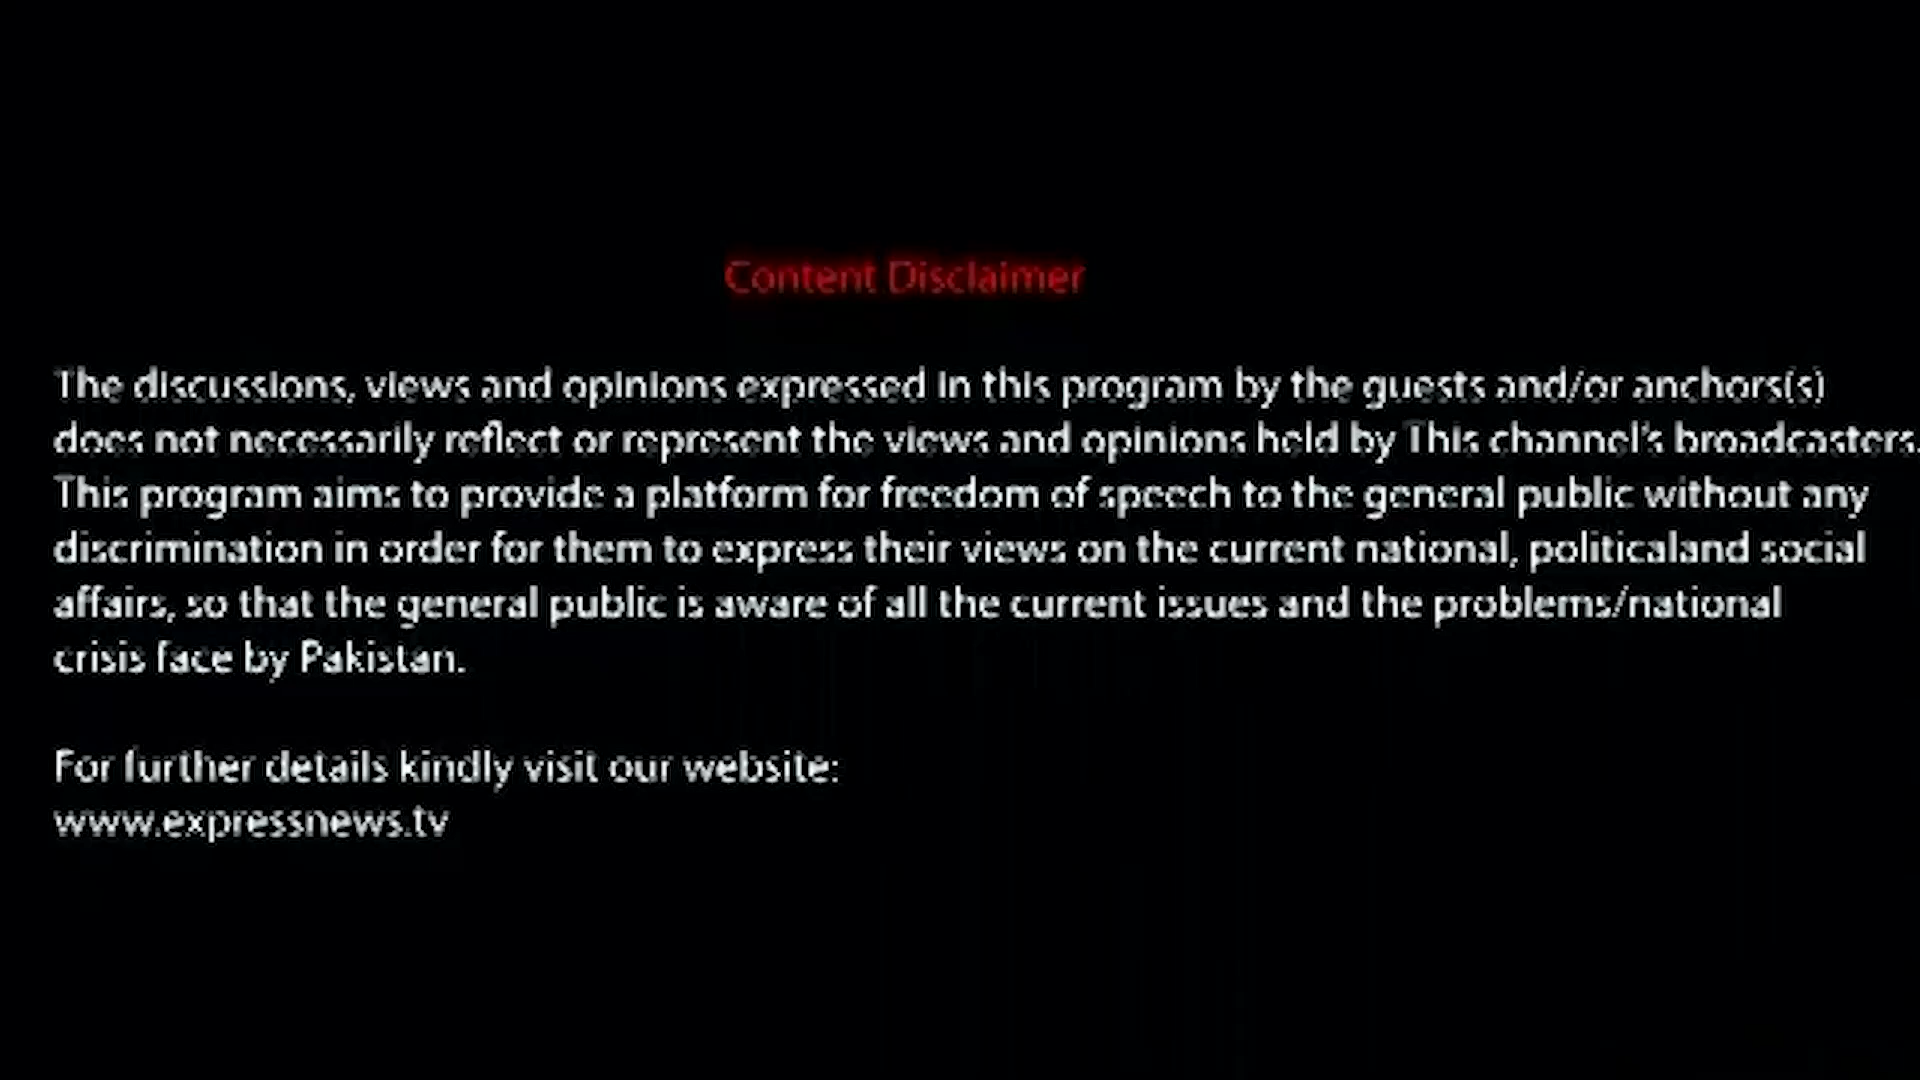 Content Disclaimer
The discussions, views and opinions expressed in this program by the guests and/or anchors(s)
does not necessarily reflect or represent the views and opinions held by This channel's broadcasters.
This program aims to provide a platform for freedom of speech to the general public without any
discrimination in order for them to express their views on the current national, politicaland social
affairs, so that the general public is aware of all the current issues and the problems/national
crisis face by Pakistan.
For further details kindly visit our website:
www.expressnews.tv